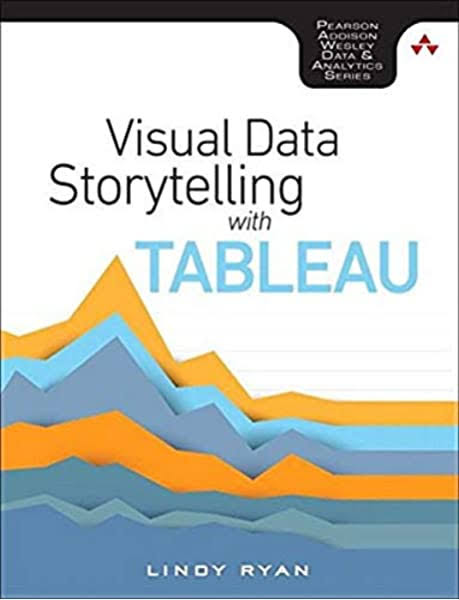 Pearson
Addison
Wesley
Data &
Analytics
Series
Visual Data
Storytelling
with
TABLEAU
LINDY RYAN